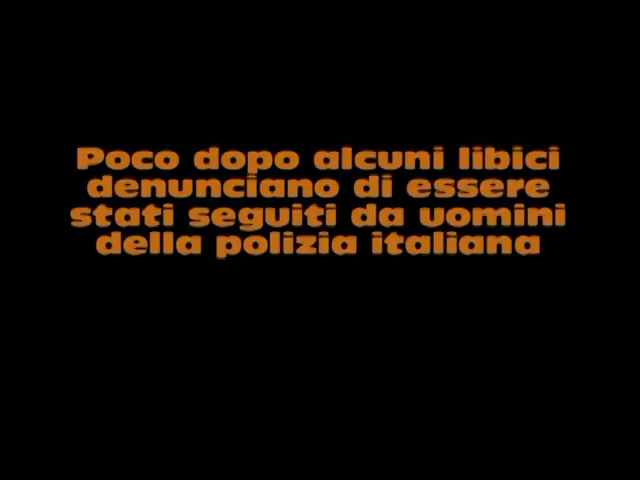 Poco dopo alcuni libici
denunciano di essere
stati seguiti da uomini
della polizia italiana